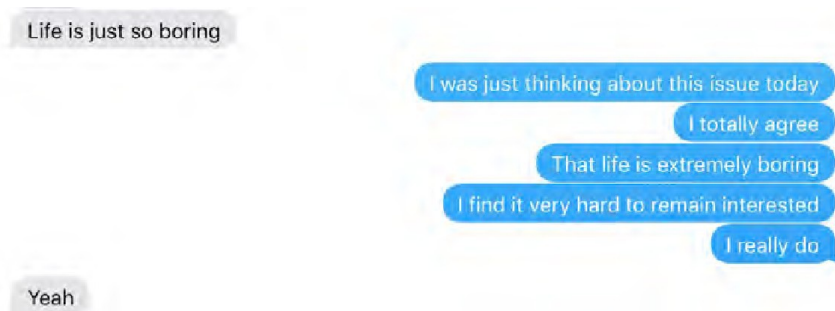 Life is just so boring
I was just thinking about this issue today
I totally agree
That life is extremely boring
I find it very hard to remain interested
I really do
Yeah